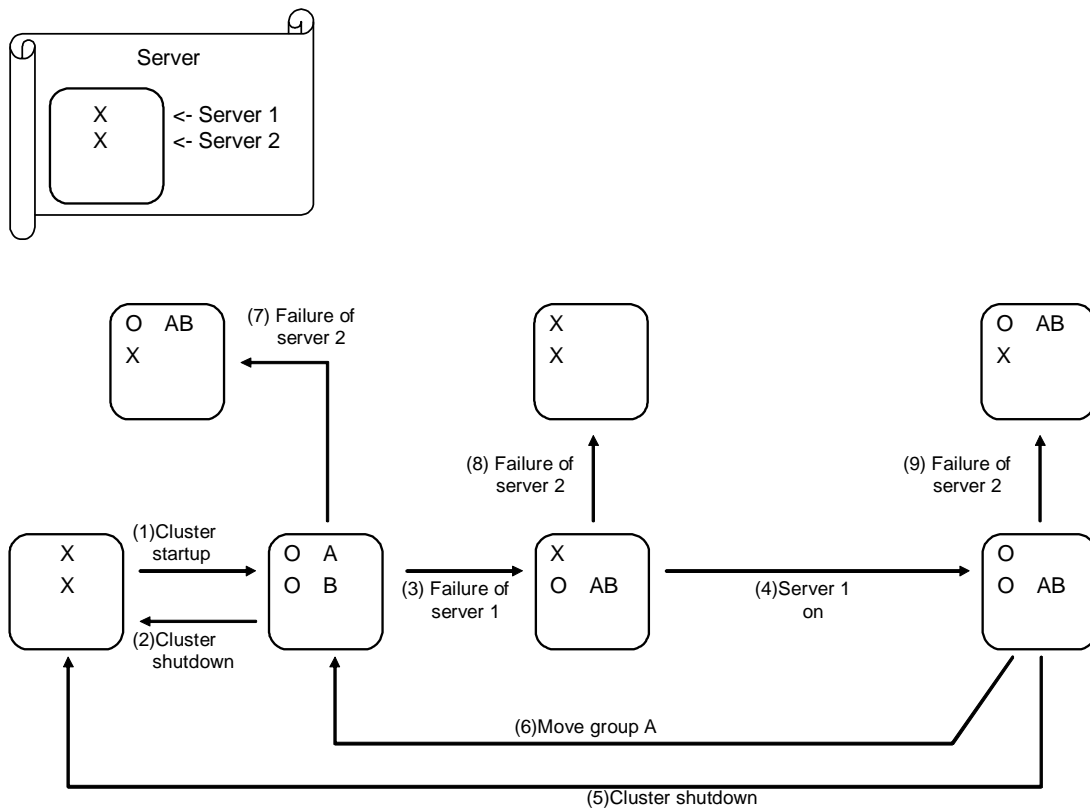 Server
X <- Server 1
X <- Server 2
O AB
X
(7) Failure of
server 2
X
X
O AB
X
(8) Failure of
server 2
(9) Failure of
server 2
X
X
(1)Cluster
startup
(2)Cluster
shutdown
O A
O B
(3) Failure of
server 1
X
O AB
(4)Server 1
on
O
O AB
(6)Move group A
(5)Cluster shutdown